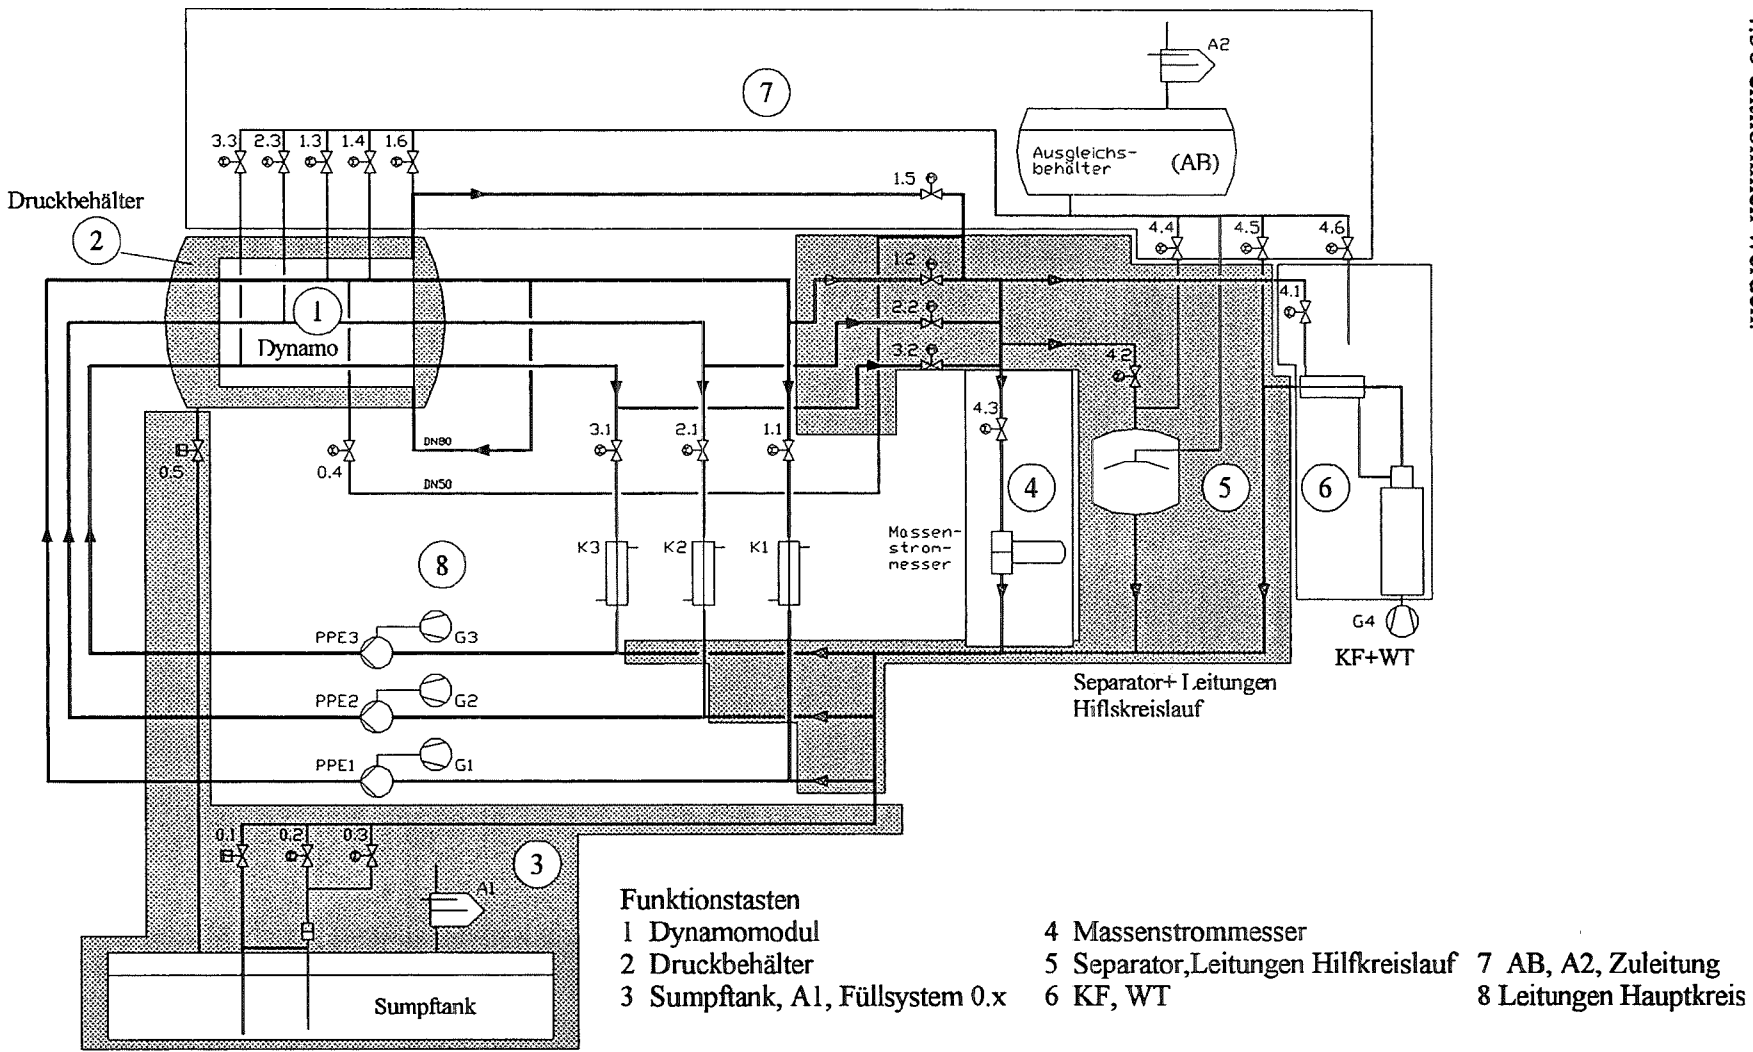 A2
7
3.3 2.3 1.3 1.4 1.6
Ausgleichs-
behälter
(AB)
1.5
Druckbehälter
2
4.4 4.5 4.6
1.2
4.1
1
2.2
Dynamo
3.2
4.2
4.3
3.1 2.1 1.1
DN80
0.5
0.4
DN50
4
5
6
Massen-
strom-
messer
K3 K2 K1
8
G4
KF+WT
PPE3
G3
Separator+ Leitungen
Hiflskreislauf
PPE2
G2
PPE1
G1
0.1 0.2 0.3
3
A1
Sumpftank
Funktionstasten
1 Dynamomodul
2 Druckbehälter
3 Sumpftank, A1, Füllsystem 0.x
4 Massenstrommesser
5 Separator,Leitungen Hilfkreislauf
6 KF, WT
7 AB, A2, Zuleitung
8 Leitungen Hauptkreis